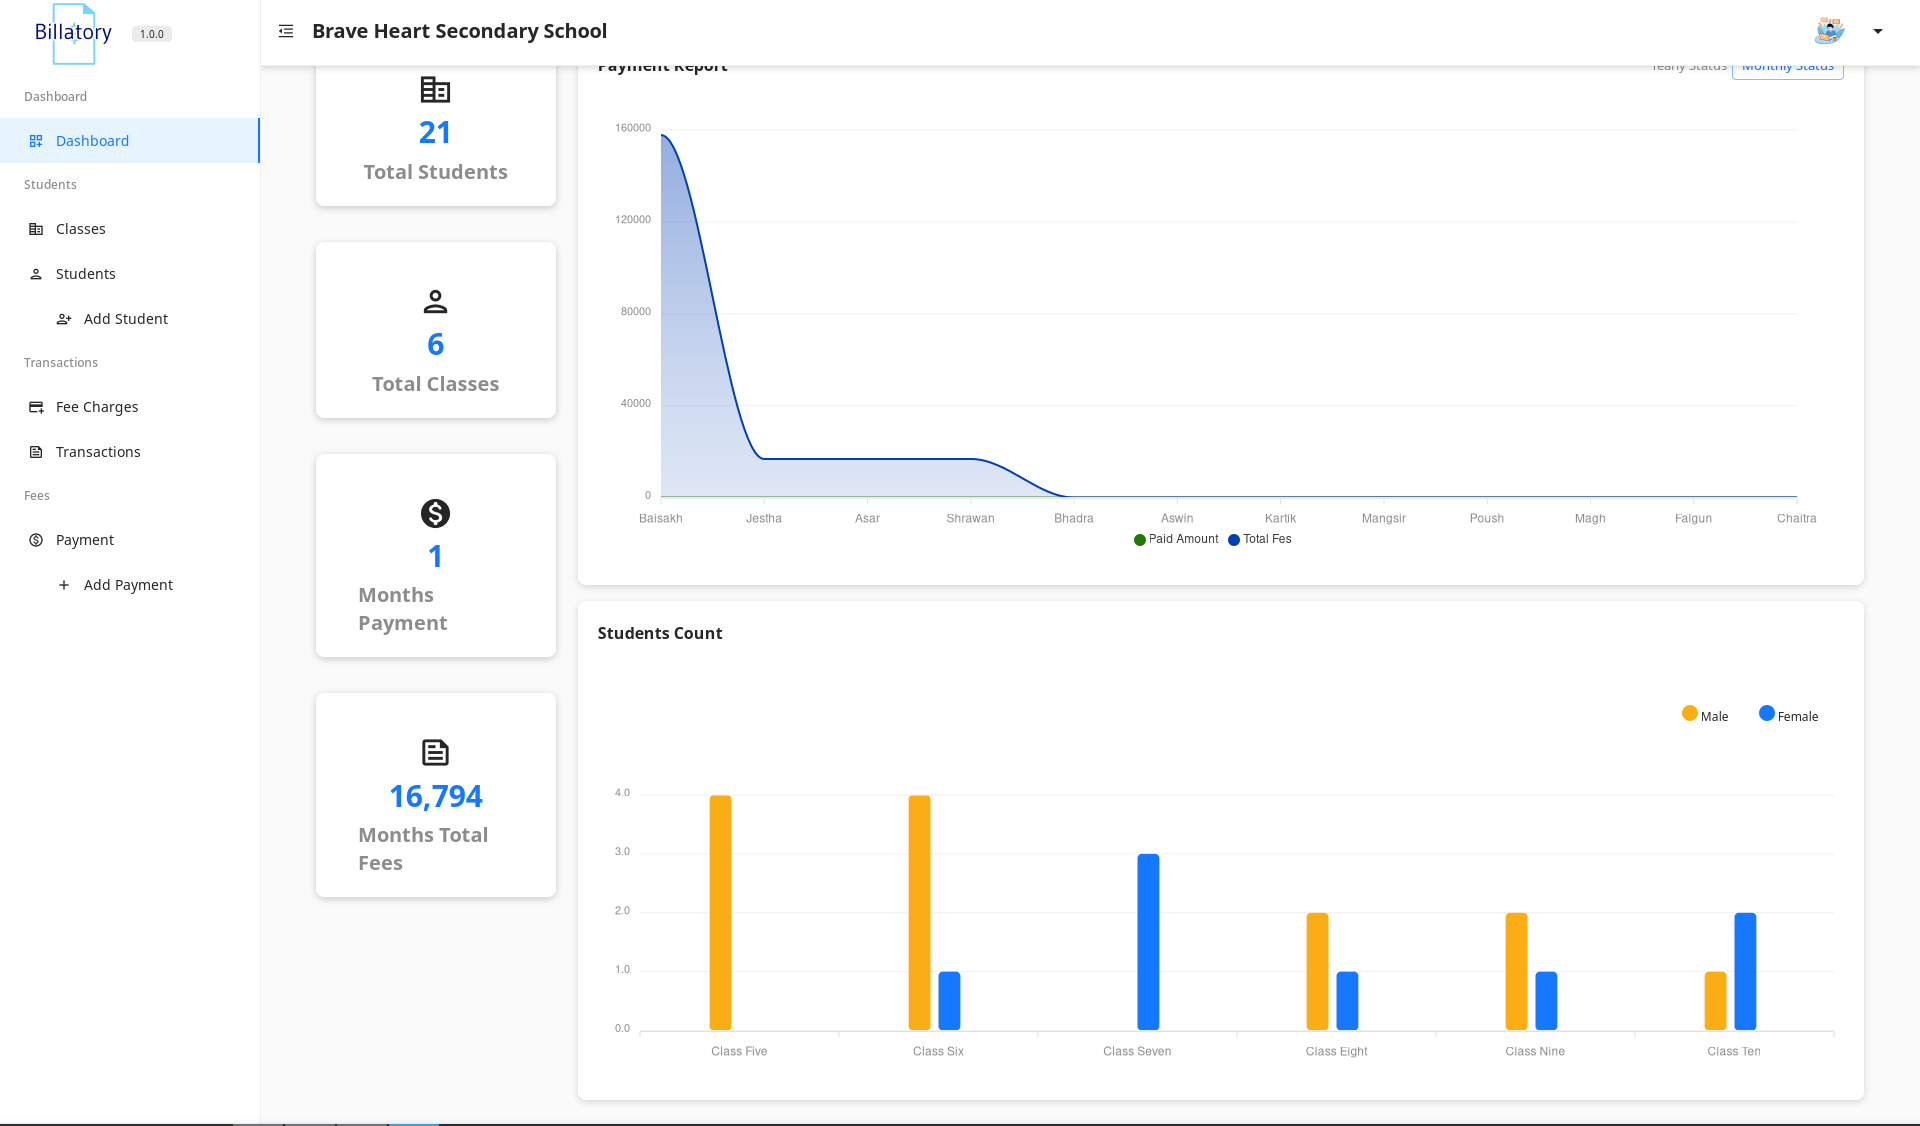 Billatory
1.0.0
Brave Heart Secondary School
Dashboard
Dashboard
Students
Classes
Students
Add Student
Transactions
Fee Charges
Transactions
Fees
Payment
Add Payment
21
Total Students
6
Total Classes
1
Months
Payment
16,794
Months Total
Fees
Payment Report
Yearly Status Monthly Status
160000
120000
80000
40000
0
Baisakh Jestha Asar Shrawan Bhadra Aswin Kartik Mangsir Poush Magh Falgun Chaitra
Paid Amount Total Fes
Students Count
Male Female
4.0
3.0
2.0
1.0
0.0
Class Five Class Six Class Seven Class Eight Class Nine Class Ten